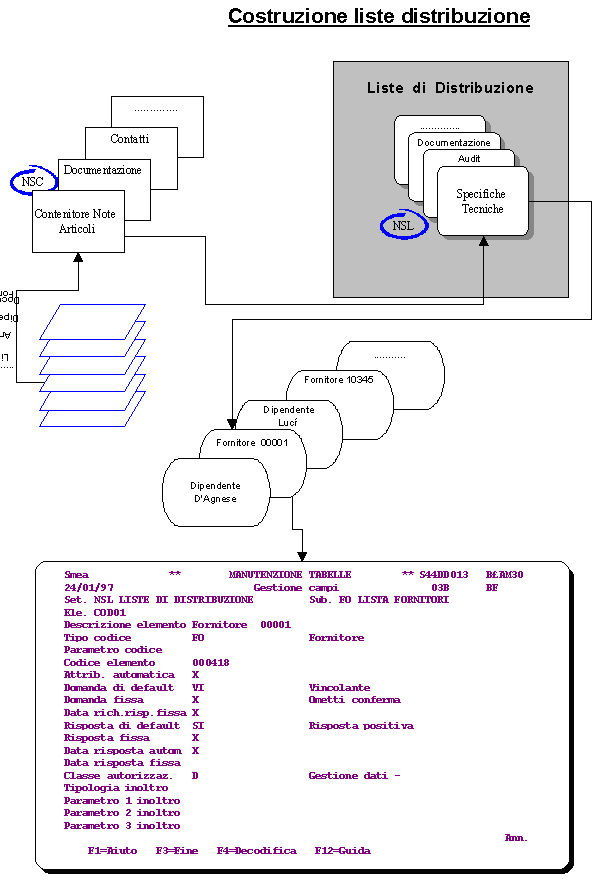 Costruzione liste distribuzione
Liste di Distribuzione
...............
Contatti
Documentazione
NSC
Contenitore Note
Articoli
..............
Documentazione
Audit
Specifiche
Tecniche
NSL
Li
...........
Fornitore 10345
Dipendente
Lucí
Fornitore 00001
Dipendente
D'Agnese
Smea ** MANUTENZIONE TABELLE ** S44DD013 B£AM30
24/01/97 Gestione campi 03B BF
Set. NSL LISTE DI DISTRIBUZIONE Sub. FO LISTA FORNITORI
Ele. COD01
Descrizione elemento Fornitore 00001
Tipo codice FO Fornitore
Parametro codice
Codice elemento 000418
Attrib. automatica X
Domanda di default VI Vincolante
Domanda fissa X Ometti conferma
Data rich.risp.fissa X
Risposta di default SI Risposta positiva
Risposta fissa X
Data risposta autom X
Data risposta fissa
Classe autorizzaz. D Gestione dati -
Tipologia inoltro
Parametro 1 inoltro
Parametro 2 inoltro
Parametro 3 inoltro
Ann.
F1=Aiuto F3=Fine F4=Decodifica F12=Guida